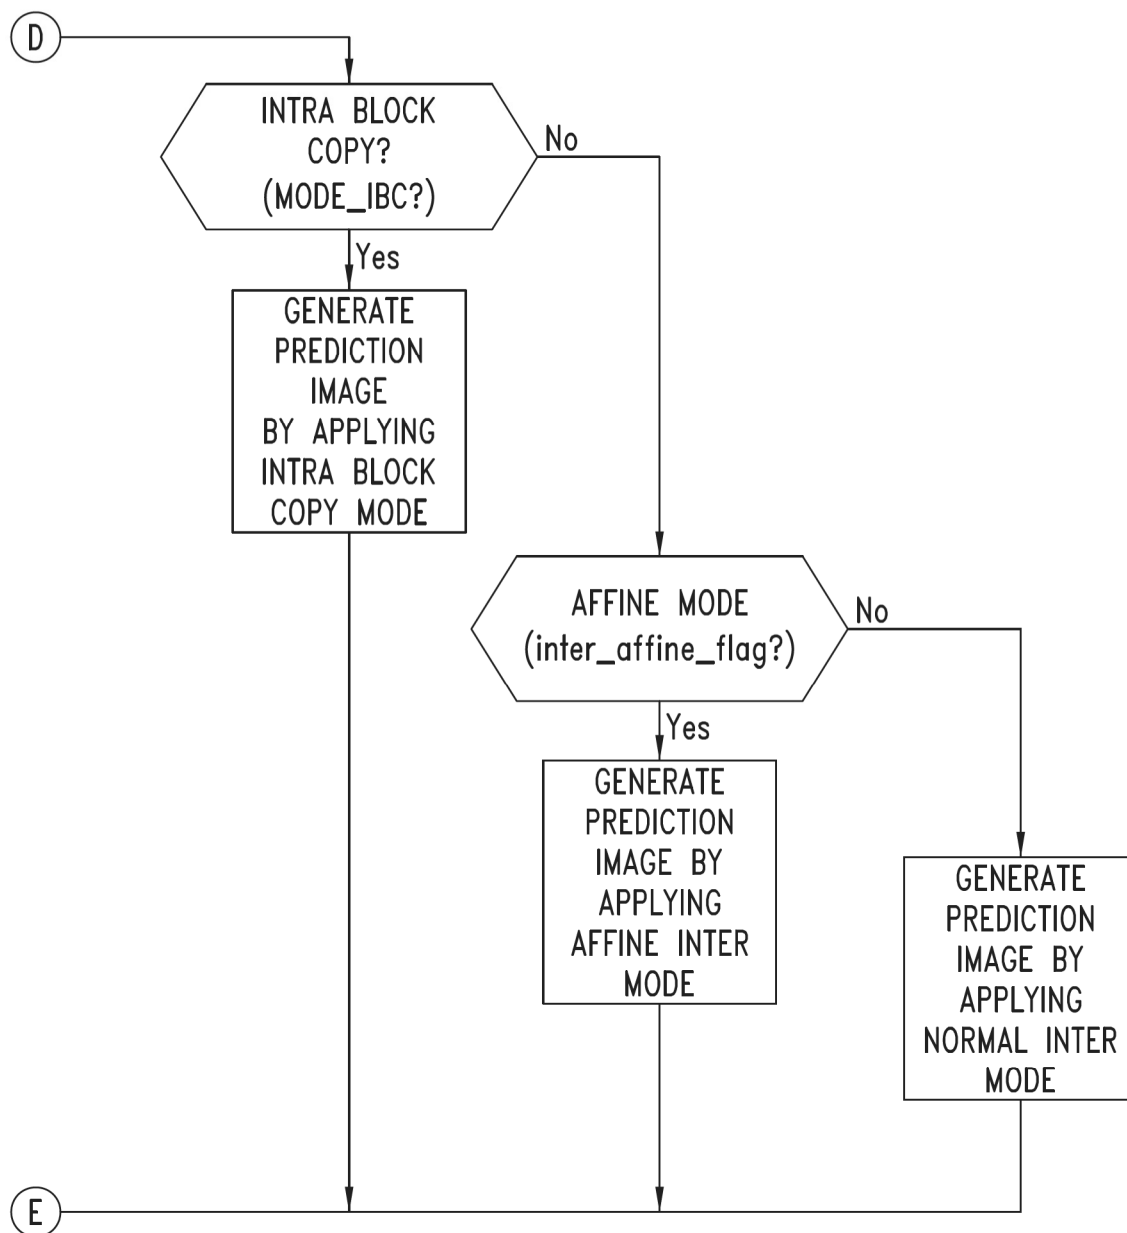 D
INTRA BLOCK
COPY?
(MODE_IBC?)
No
Yes
GENERATE
PREDICTION
IMAGE
BY APPLYING
INTRA BLOCK
COPY MODE
AFFINE MODE
(inter_affine_flag?)
No
Yes
GENERATE
PREDICTION
IMAGE BY
APPLYING
AFFINE INTER
MODE
GENERATE
PREDICTION
IMAGE BY
APPLYING
NORMAL INTER
MODE
E